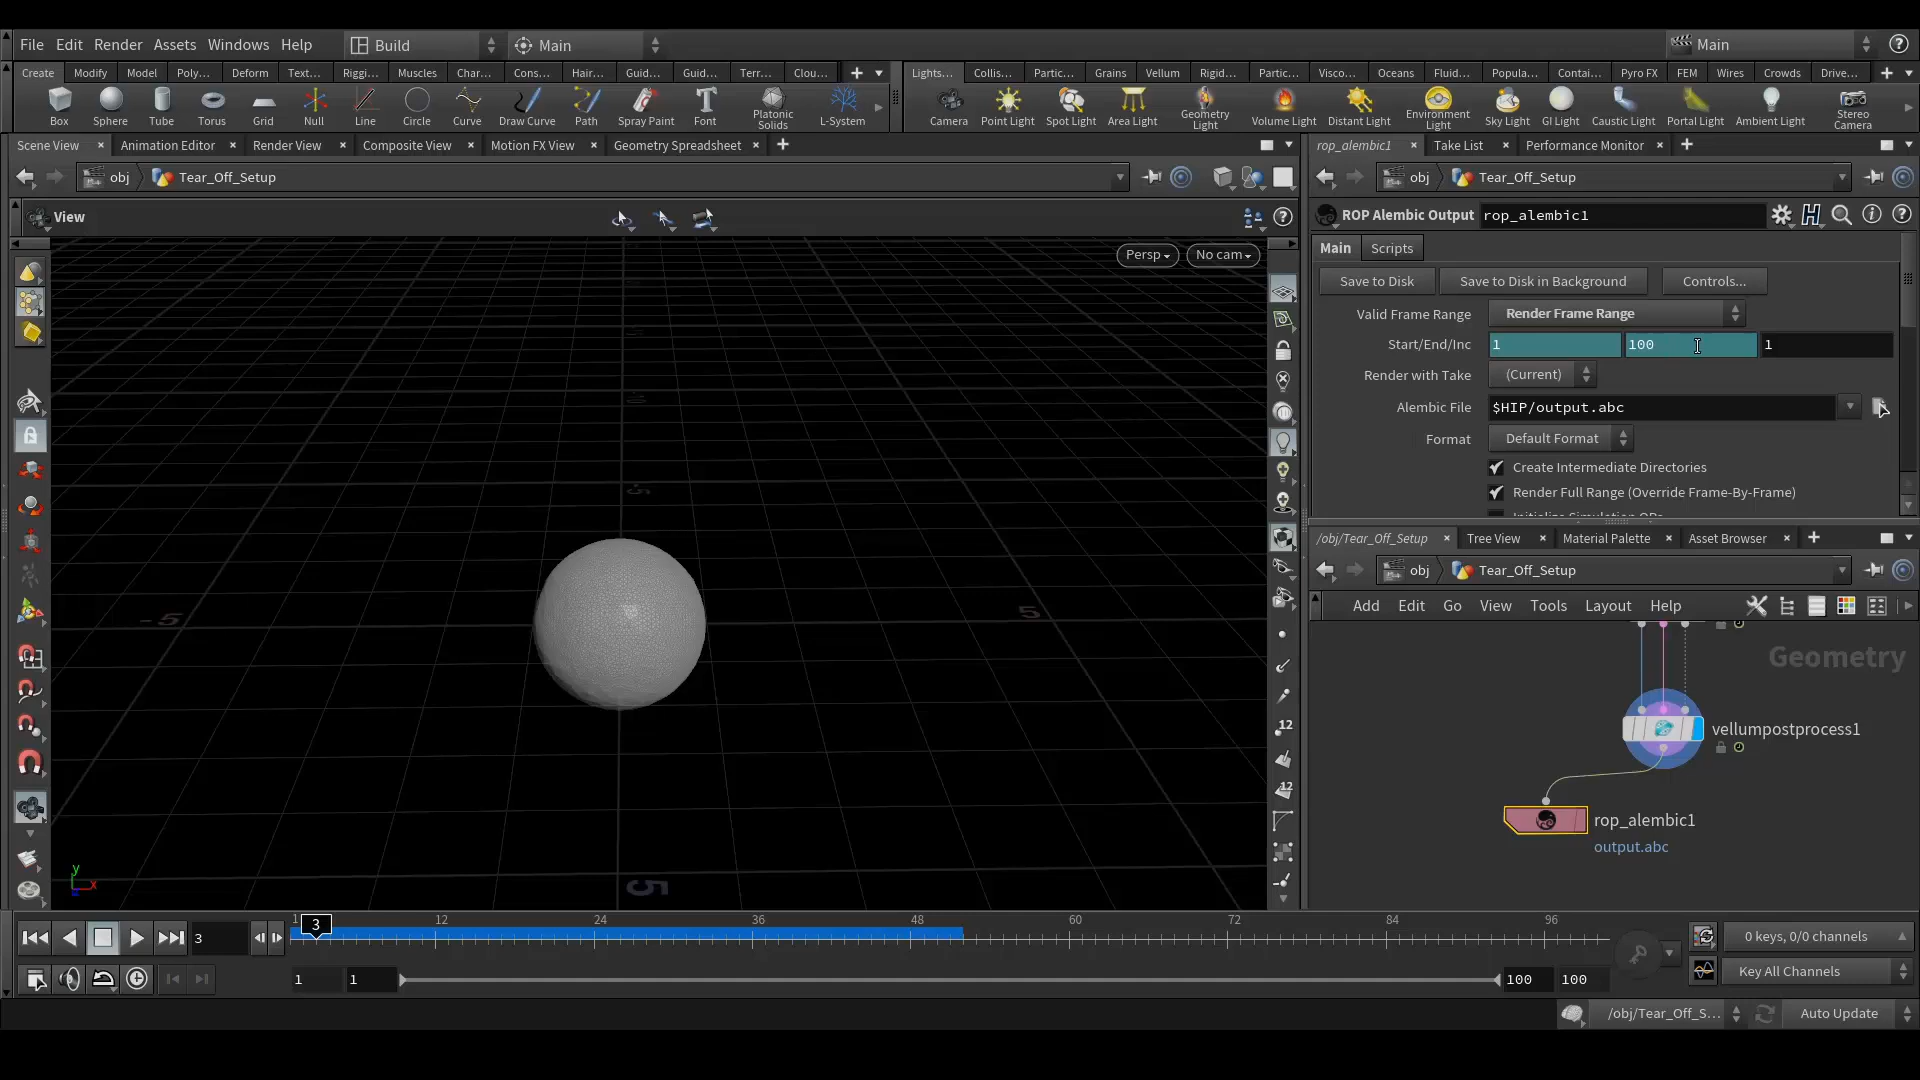 File Edit Render Assets Windows Help Build Main Main
Create Modify Model Poly... Deform Text... Riggi... Muscles Char... Cons... Hair... Guid... Guid... Terr... Clou...
Lights... Collis... Partic... Grains Vellum Rigid... Partic... Visco... Oceans Fluid... Popula... Contai... Pyro FX FEM Wires Crowds Drive...
Box Sphere Tube Torus Grid Null Line Circle Curve Draw Curve Path Spray Paint Font Platonic Solids L-System
Camera Point Light Spot Light Area Light Geometry Light Volume Light Distant Light Environment Light Sky Light GI Light Caustic Light Portal Light Ambient Light Stereo Camera
Scene View Animation Editor Render View Composite View Motion FX View Geometry Spreadsheet
obj Tear_Off_Setup
View
Persp No cam
-5
5
5
5
12
12
rop_alembic1 Take List Performance Monitor
obj Tear_Off_Setup
ROP Alembic Output rop_alembic1
Main Scripts
Save to Disk Save to Disk in Background Controls...
Valid Frame Range Render Frame Range
Start/End/Inc 1 100 1
Render with Take (Current)
Alembic File $HIP/output.abc
Format Default Format
Create Intermediate Directories
Render Full Range (Override Frame-By-Frame)
/obj/Tear_Off_Setup Tree View Material Palette Asset Browser
obj Tear_Off_Setup
Add Edit Go View Tools Layout Help
Geometry
vellumpostprocess1
rop_alembic1
output.abc
y
x
1 3 12 24 36 48 60 72 84 96
3
0 keys, 0/0 channels
1 1 100 100
Key All Channels
/obj/Tear_Off_S... Auto Update